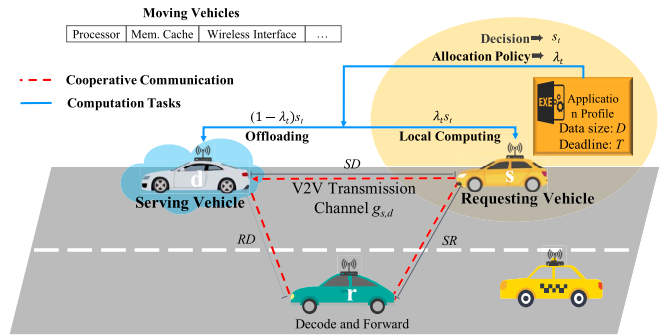 Moving Vehicles
Processor Mem. Cache Wireless Interface …
Decision s_t
Allocation Policy λ_t
Cooperative Communication
Computation Tasks
EXE
Applicatio
n Profile
Data size: D
Deadline: T
(1 − λ_t)s_t
λ_t s_t
Offloading
Local Computing
SD
d
s
V2V Transmission
Channel g_{s,d}
Serving Vehicle
Requesting Vehicle
RD
SR
r
Decode and Forward